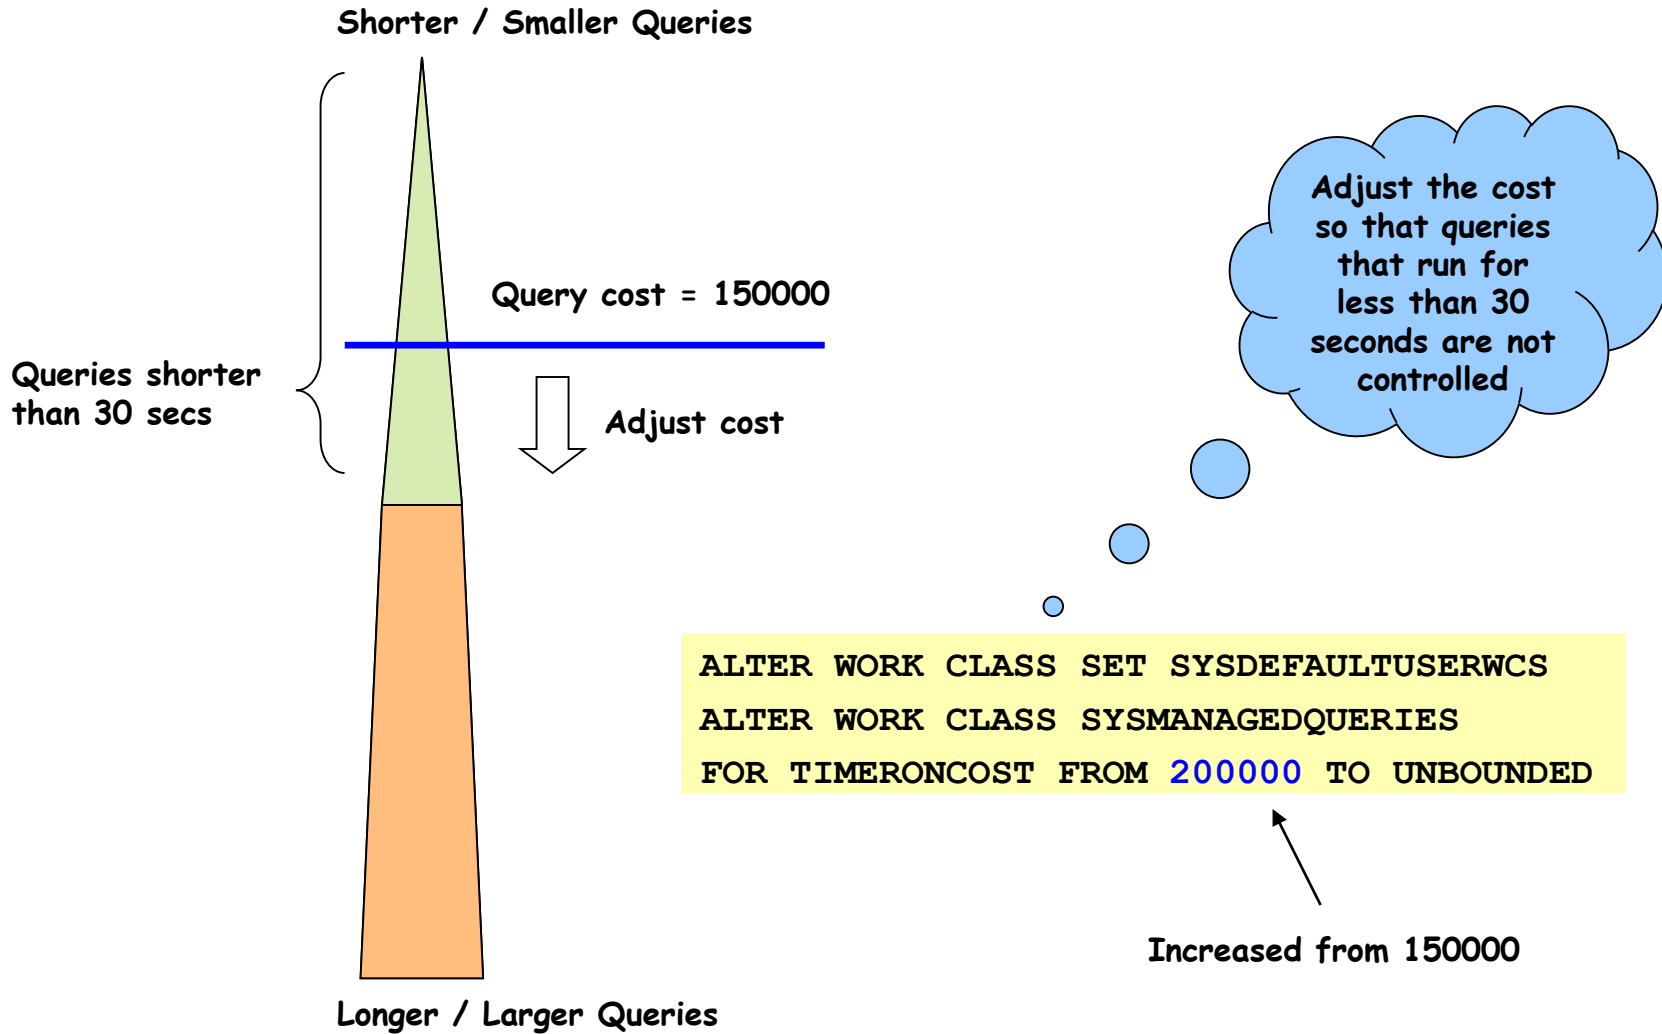 Shorter / Smaller Queries
Query cost = 150000
Queries shorter
than 30 secs
Adjust cost
Adjust the cost
so that queries
that run for
less than 30
seconds are not
controlled
ALTER WORK CLASS SET SYSDEFAULTUSERWCS
ALTER WORK CLASS SYSMANAGEDQUERIES
FOR TIMERONCOST FROM 200000 TO UNBOUNDED
Increased from 150000
Longer / Larger Queries